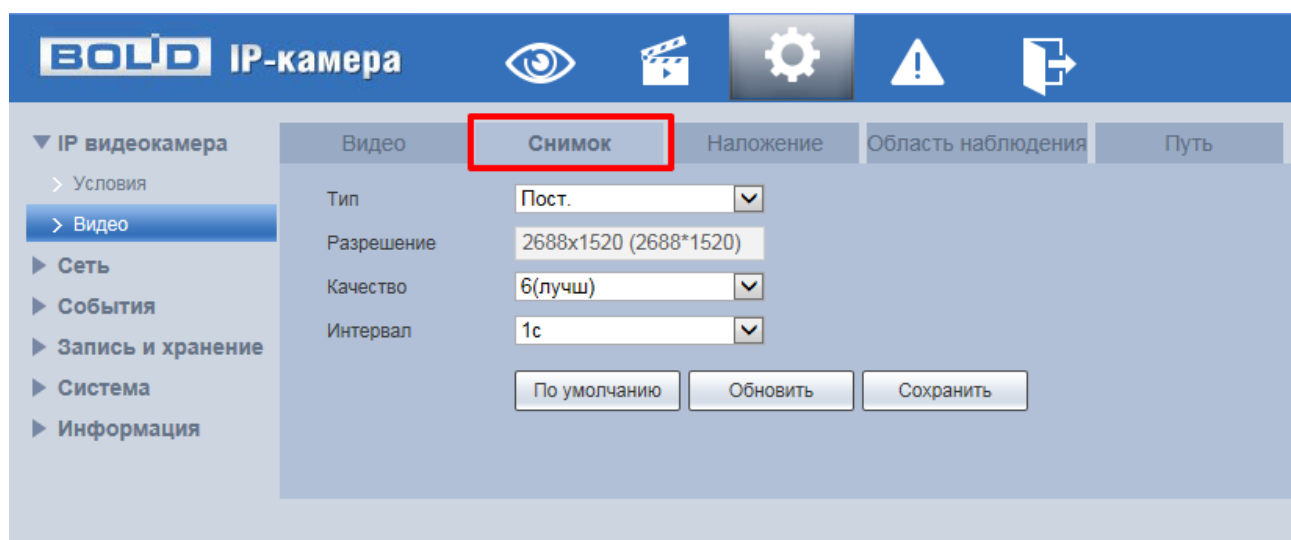 BOLID IP-камера
IP видеокамера
Условия
Видео
Сеть
События
Запись и хранение
Система
Информация
Видео
Снимок
Наложение
Область наблюдения
Путь
Тип
Пост.
Разрешение
2688x1520 (2688*1520)
Качество
6(лучш)
Интервал
1с
По умолчанию
Обновить
Сохранить